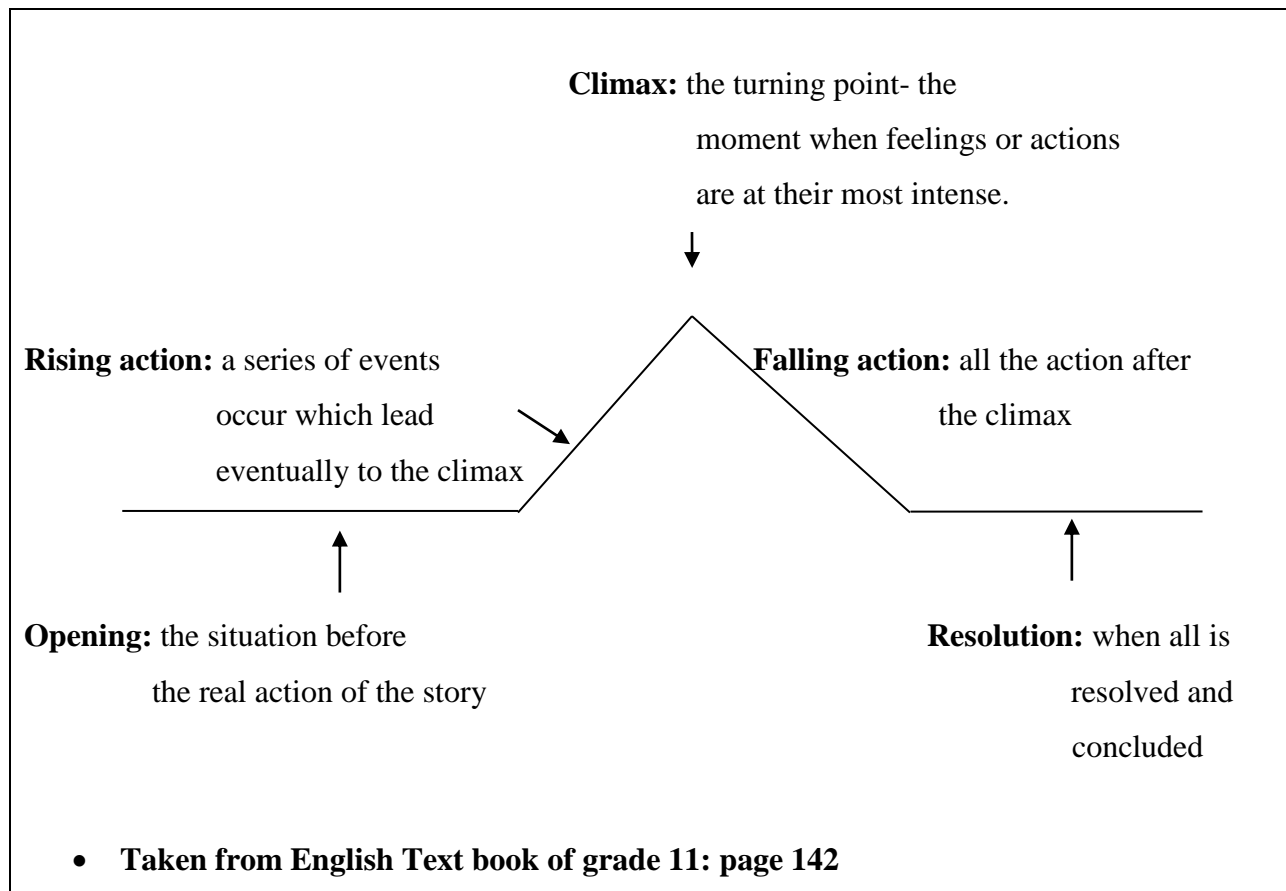 Climax: the turning point- the
moment when feelings or actions
are at their most intense.
Rising action: a series of events
occur which lead
eventually to the climax
Falling action: all the action after
the climax
Opening: the situation before
the real action of the story
Resolution: when all is
resolved and
concluded
• Taken from English Text book of grade 11: page 142